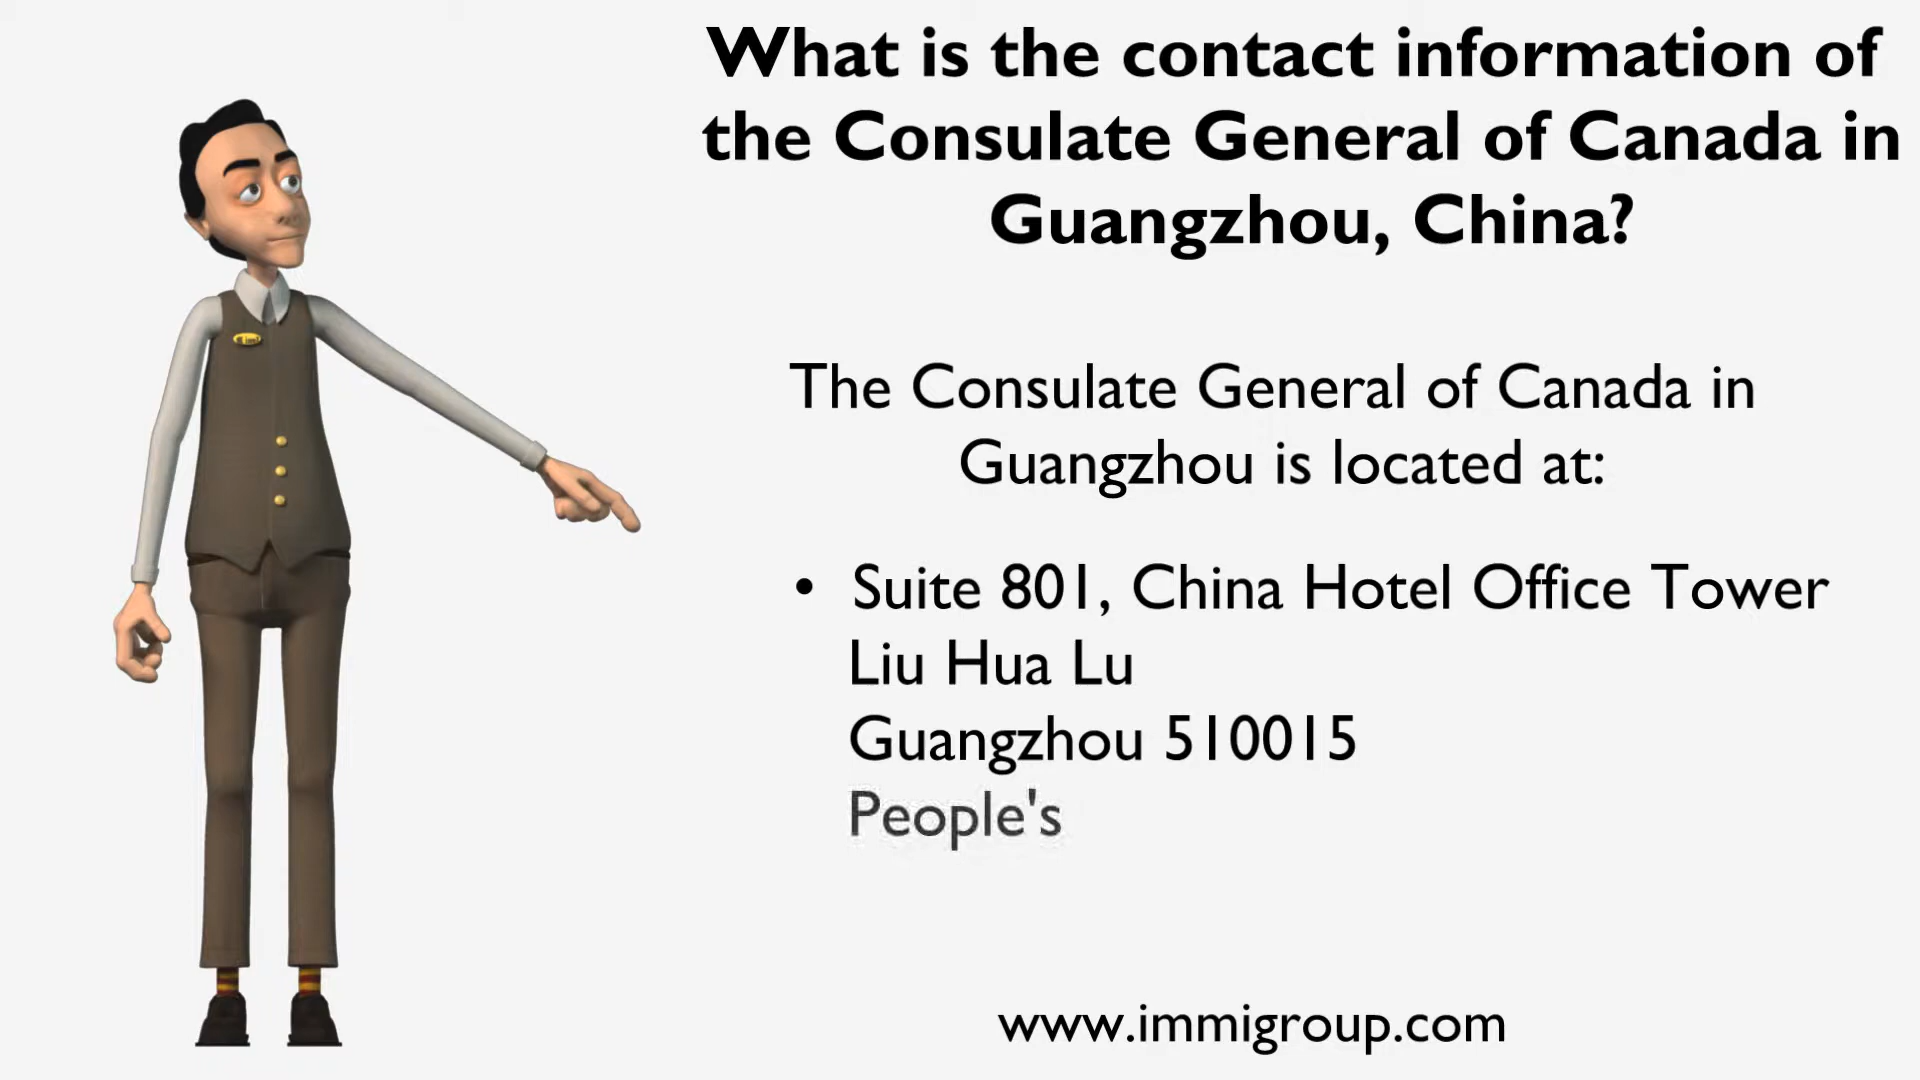 What is the contact information of
the Consulate General of Canada in
Guangzhou, China?
The Consulate General of Canada in
Guangzhou is located at:
• Suite 801, China Hotel Office Tower
Liu Hua Lu
Guangzhou 510015
People's
www.immigroup.com